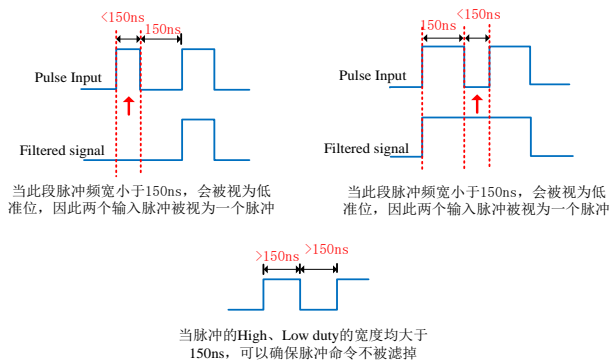 <150ns
150ns
Pulse Input
Filtered signal
当此段脉冲频宽小于150ns，会被视为低
准位，因此两个输入脉冲被视为一个脉冲
150ns
<150ns
Pulse Input
Filtered signal
当此段脉冲频宽小于150ns，会被视为低
准位，因此两个输入脉冲被视为一个脉冲
>150ns
>150ns
当脉冲的High、Low duty的宽度均大于
150ns，可以确保脉冲命令不被滤掉